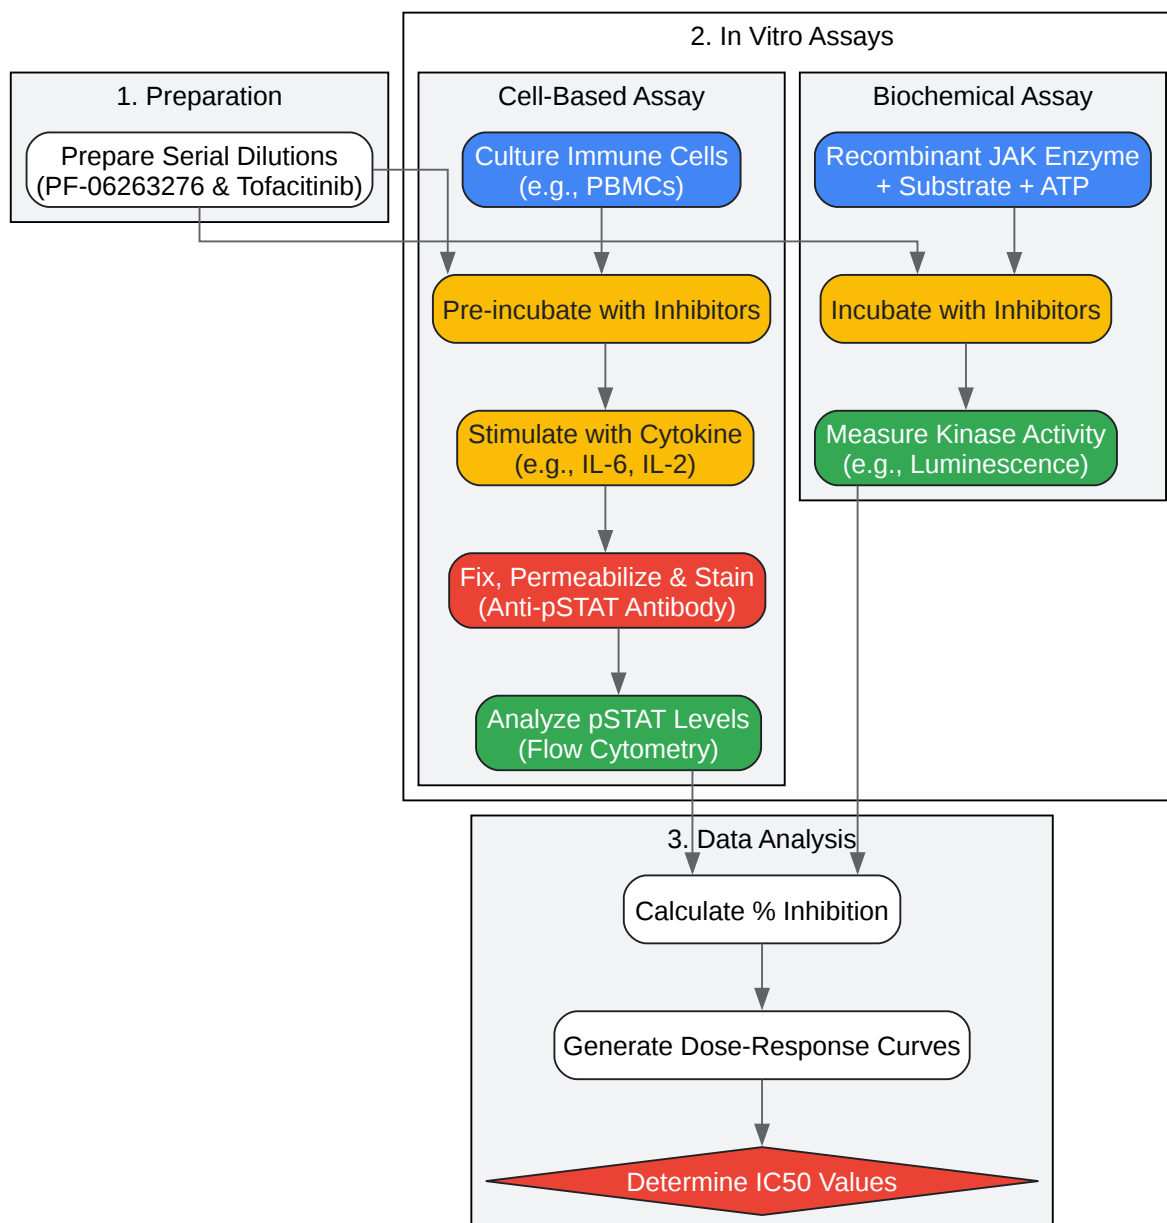 2. In Vitro Assays
1. Preparation
Prepare Serial Dilutions
(PF-06263276 & Tofacitinib)
Cell-Based Assay
Culture Immune Cells
(e.g., PBMCs)
Pre-incubate with Inhibitors
Stimulate with Cytokine
(e.g., IL-6, IL-2)
Fix, Permeabilize & Stain
(Anti-pSTAT Antibody)
Analyze pSTAT Levels
(Flow Cytometry)
Biochemical Assay
Recombinant JAK Enzyme
+ Substrate + ATP
Incubate with Inhibitors
Measure Kinase Activity
(e.g., Luminescence)
3. Data Analysis
Calculate % Inhibition
Generate Dose-Response Curves
Determine IC50 Values